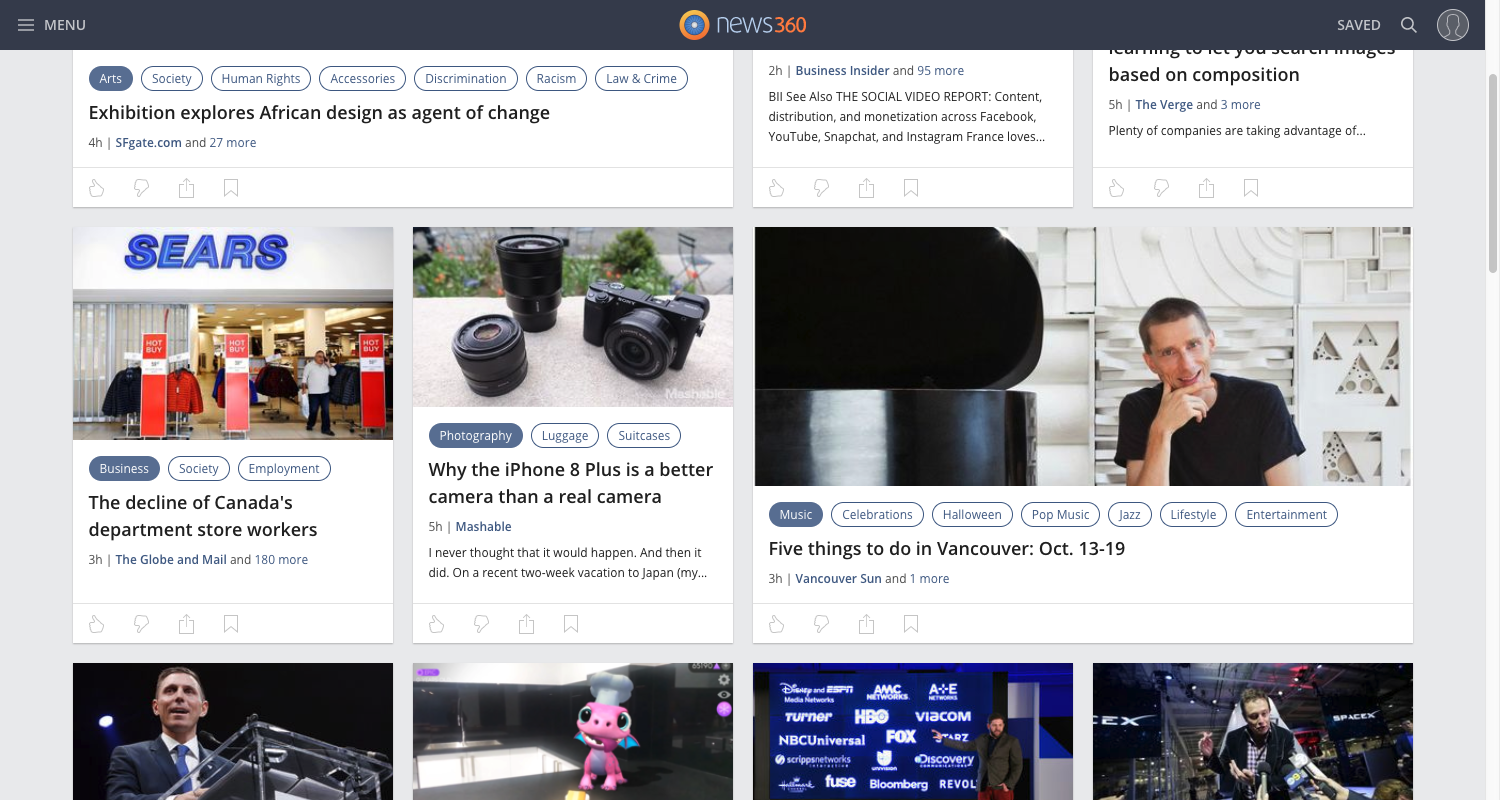 MENU
news360
SAVED
Arts
Society
Human Rights
Accessories
Discrimination
Racism
Law & Crime
Exhibition explores African design as agent of change
4h | SFgate.com and 27 more
2h | Business Insider and 95 more
BII See Also THE SOCIAL VIDEO REPORT: Content,
distribution, and monetization across Facebook,
YouTube, Snapchat, and Instagram France loves...
learning to let you search images
based on composition
5h | The Verge and 3 more
Plenty of companies are taking advantage of...
SEARS
HOT
BUY
HOT
BUY
HOT
BUY
Business
Society
Employment
The decline of Canada's
department store workers
3h | The Globe and Mail and 180 more
SONY
Mashable
Photography
Luggage
Suitcases
Why the iPhone 8 Plus is a better
camera than a real camera
5h | Mashable
I never thought that it would happen. And then it
did. On a recent two-week vacation to Japan (my...
Music
Celebrations
Halloween
Pop Music
Jazz
Lifestyle
Entertainment
Five things to do in Vancouver: Oct. 13-19
3h | Vancouver Sun and 1 more
65190
Disney and ESPN
Media Networks
AMC
NETWORKS
A+E
NETWORKS
Turner
HBO
VIACOM
NBCUniversal
FOX
STARZ
scrippsnetworks
interactive
UNIVISION
Discovery
COMMUNICATIONS
Hallmark
fuse
Bloomberg
REVOL
EX
SPACEX